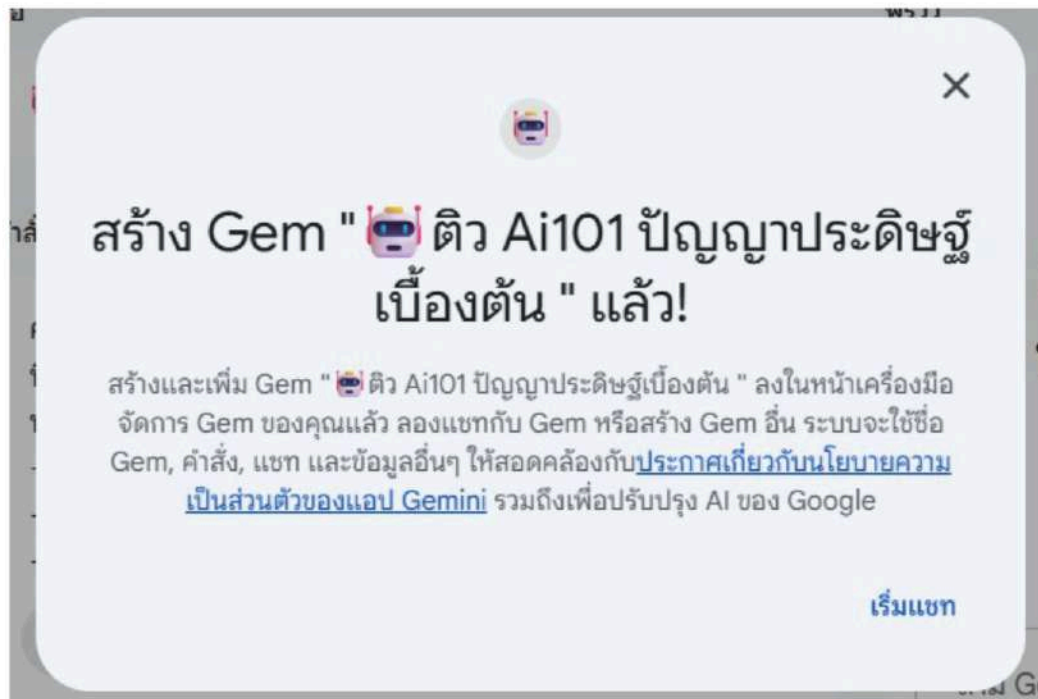 สร้าง Gem "🤖ติว Ai101 ปัญญาประดิษฐ์
เบื้องต้น " แล้ว!
สร้างและเพิ่ม Gem "🤖ติว Ai101 ปัญญาประดิษฐ์เบื้องต้น " ลงในหน้าเครื่องมือ
จัดการ Gem ของคุณแล้ว ลองแชทกับ Gem หรือสร้าง Gem อื่น ระบบจะใช้ชื่อ
Gem, คำสั่ง, แชท และข้อมูลอื่นๆ ให้สอดคล้องกับประกาศเกี่ยวกับนโยบายความ
เป็นส่วนตัวของแอป Gemini รวมถึงเพื่อปรับปรุง AI ของ Google
เริ่มแชท